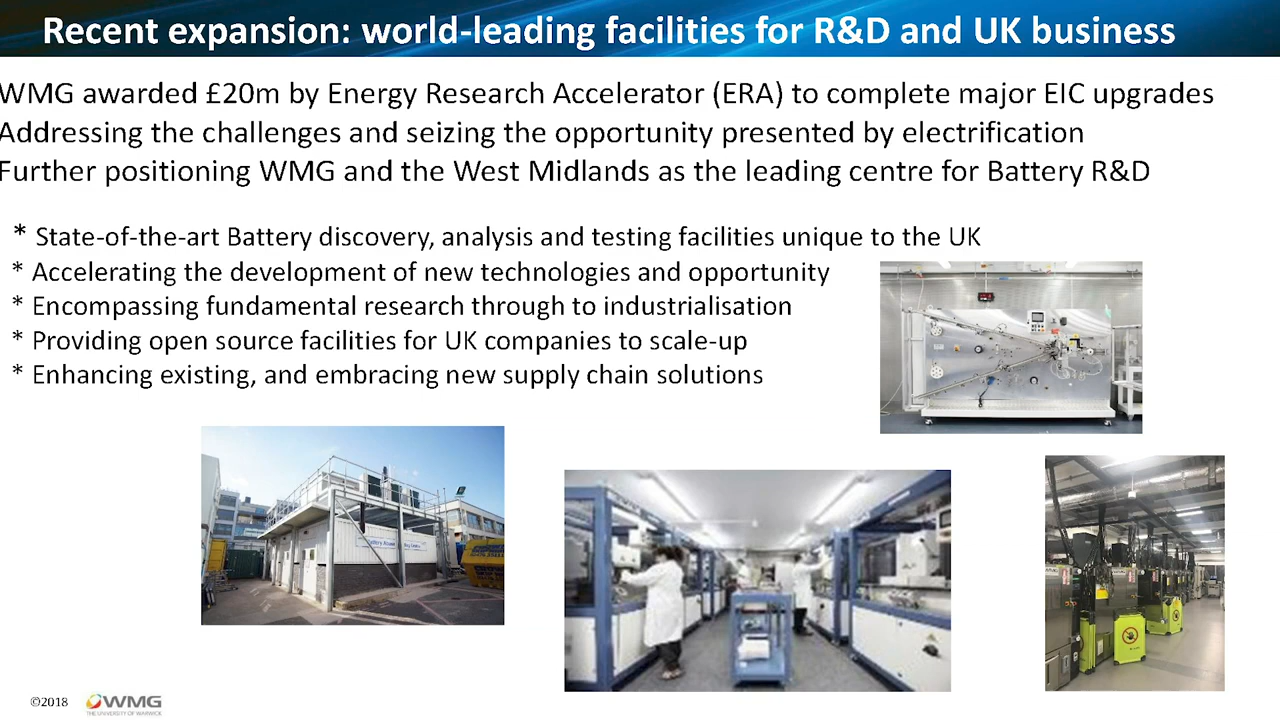 Recent expansion: world-leading facilities for R&D and UK business
WMG awarded £20m by Energy Research Accelerator (ERA) to complete major EIC upgrades
Addressing the challenges and seizing the opportunity presented by electrification
Further positioning WMG and the West Midlands as the leading centre for Battery R&D
* State-of-the-art Battery discovery, analysis and testing facilities unique to the UK
* Accelerating the development of new technologies and opportunity
* Encompassing fundamental research through to industrialisation
* Providing open source facilities for UK companies to scale-up
* Enhancing existing, and embracing new supply chain solutions
©2018
WMG
THE UNIVERSITY OF WARWICK